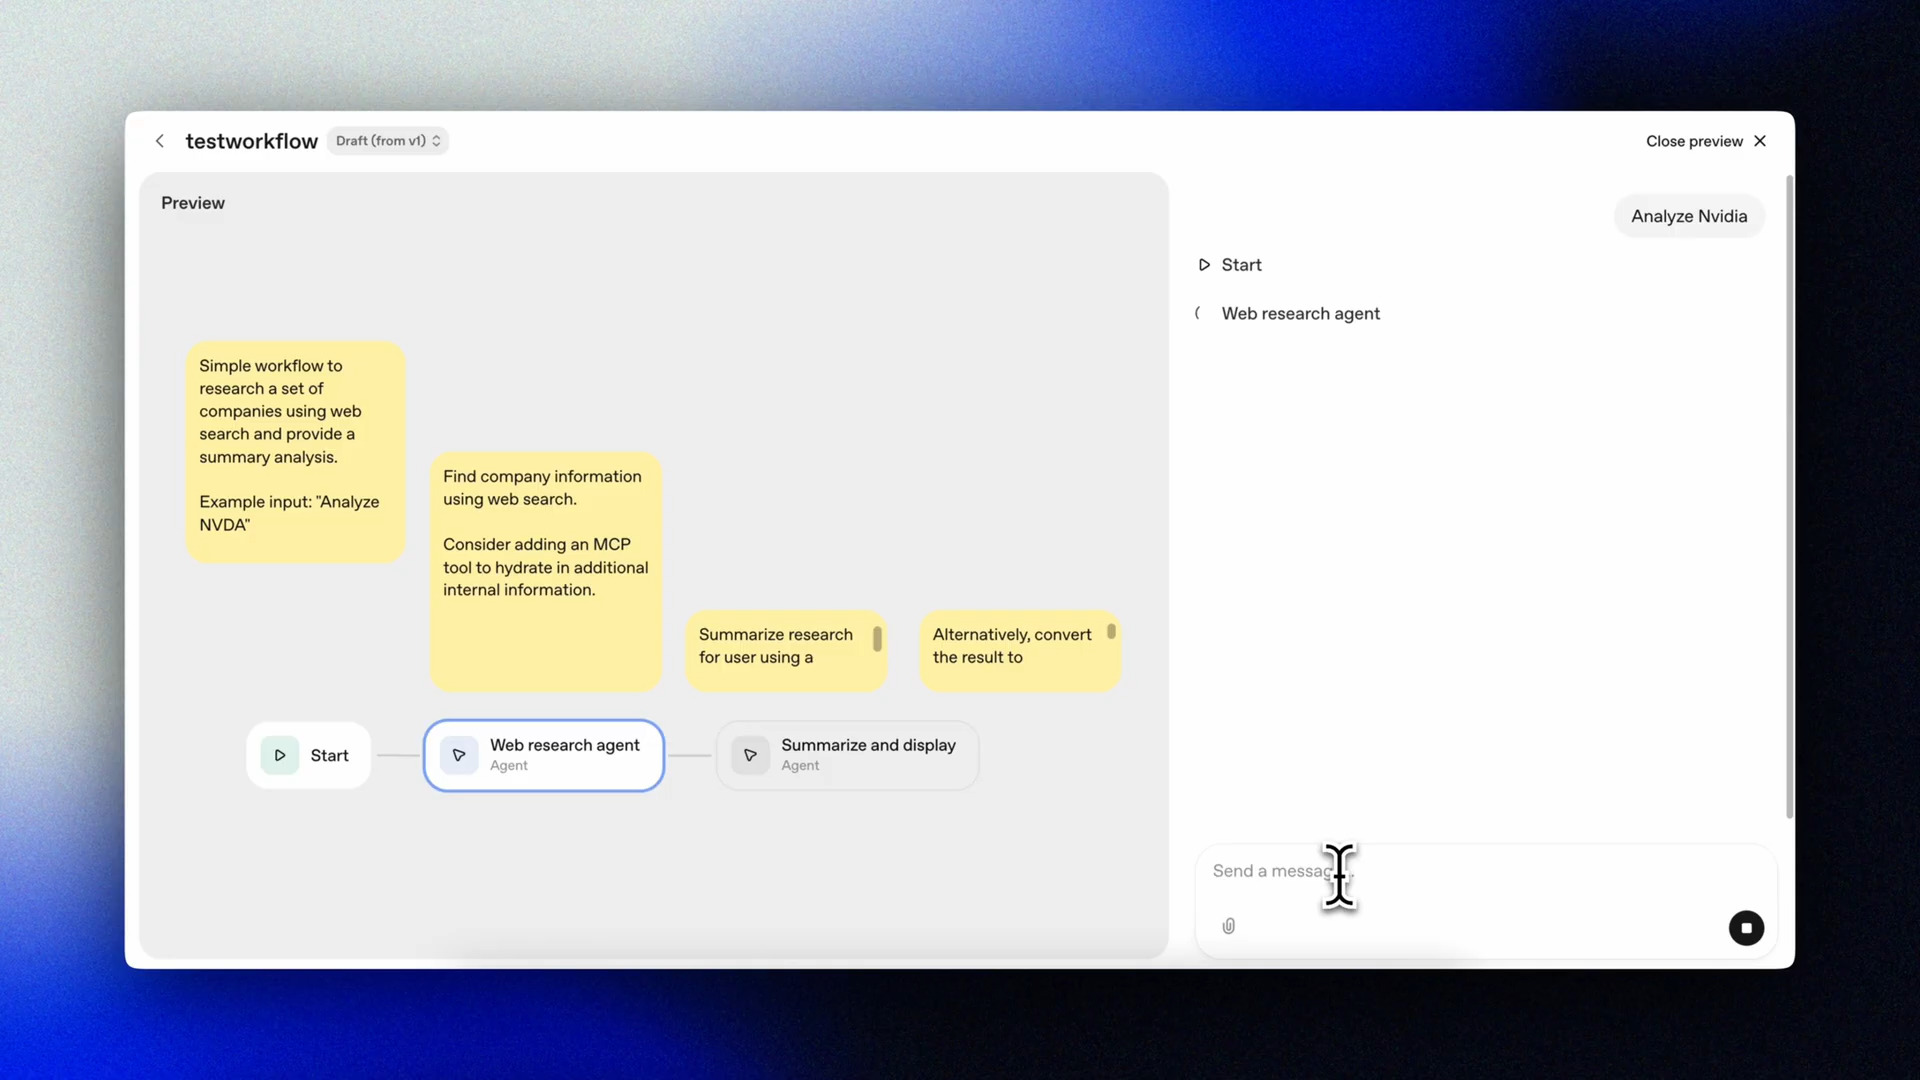 testworkflow
Draft (from v1)
Close preview
Preview
Analyze Nvidia
Start
Web research agent
Simple workflow to
research a set of
companies using web
search and provide a
summary analysis.
Example input: "Analyze
NVDA"
Find company information
using web search.
Consider adding an MCP
tool to hydrate in additional
internal information.
Summarize research
for user using a
Alternatively, convert
the result to
Start
Web research agent
Agent
Summarize and display
Agent
Send a